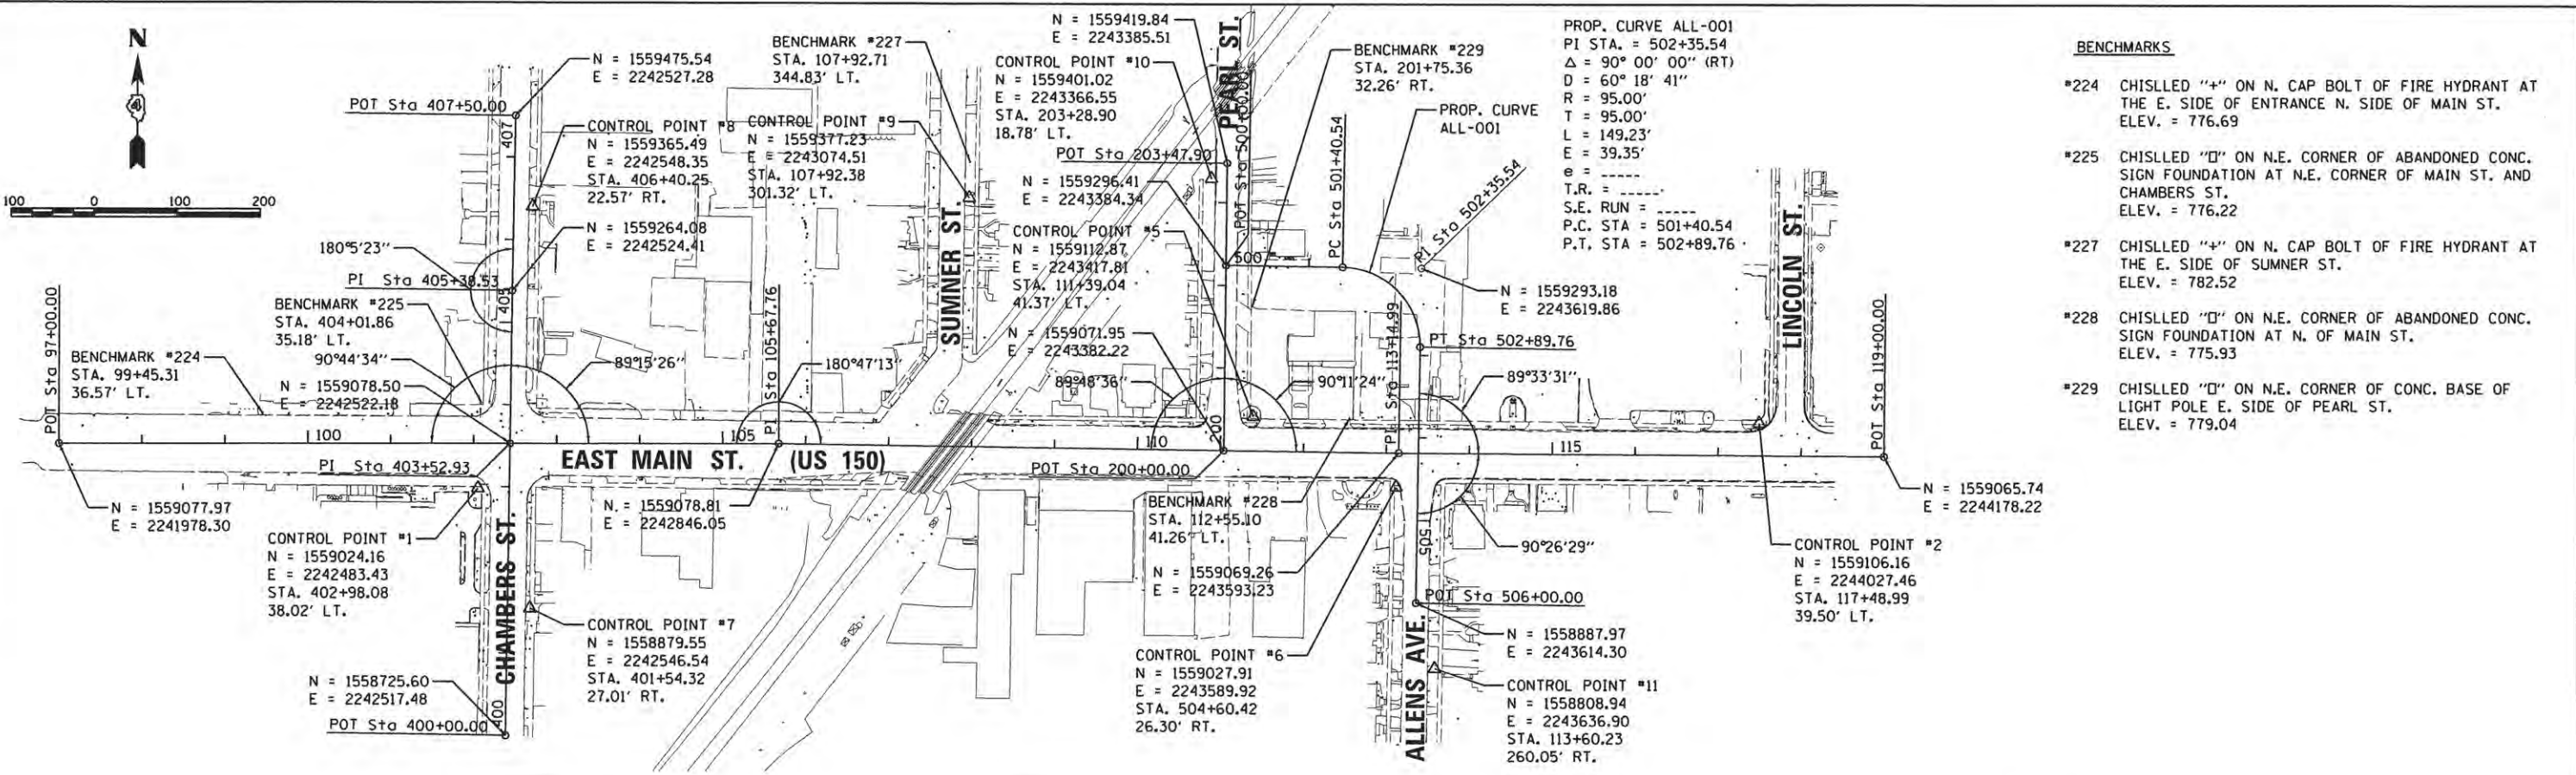 N
4
100 0 100 200
N = 1559475.54
E = 2242527.28
POT Sta 407+50.00
407
BENCHMARK #227
STA. 107+92.71
344.83' LT.
CONTROL POINT #8
N = 1559365.49
E = 2242548.35
STA. 406+40.25
22.57' RT.
CONTROL POINT #9
N = 1559377.23
E = 2243074.51
STA. 107+92.38
301.32' LT.
N = 1559264.08
E = 2242524.41
180°5'23"
PI Sta 405+38.53
405
BENCHMARK #225
STA. 404+01.86
35.18' LT.
90°44'34"
N = 1559078.50
E = 2242522.18
BENCHMARK #224
STA. 99+45.31
36.57' LT.
POT Sta 97+00.00
89°15'26"
PI Sta 105+67.76
180°47'13"
SUMNER ST.
N = 1559419.84
E = 2243385.51
CONTROL POINT #10
N = 1559401.02
E = 2243366.55
STA. 203+28.90
18.78' LT.
POT Sta 203+47.90
N = 1559296.41
E = 2243384.34
CONTROL POINT #5
N = 1559112.87
E = 2243417.81
STA. 111+39.04
41.37' LT.
N = 1559071.95
E = 2243382.22
89°48'36"
PEARL ST.
POT Sta 500+00.00
500
BENCHMARK #229
STA. 201+75.36
32.26' RT.
PROP. CURVE
ALL-001
PC Sta 501+40.54
PI Sta 502+35.54
PROP. CURVE ALL-001
PI STA. = 502+35.54
Δ = 90° 00' 00" (RT)
D = 60° 18' 41"
R = 95.00'
T = 95.00'
L = 149.23'
E = 39.35'
e = -----
T.R. = -----
S.E. RUN = -----
P.C. STA = 501+40.54
P.T. STA = 502+89.76
N = 1559293.18
E = 2243619.86
PT Sta 502+89.76
90°11'24"
PI Sta 113+14.99
89°33'31"
LINCOLN ST.
POT Sta 119+00.00
100
105
110
115
200
EAST MAIN ST. (US 150)
PI Sta 403+52.93
POT Sta 200+00.00
N = 1559077.97
E = 2241978.30
CONTROL POINT #1
N = 1559024.16
E = 2242483.43
STA. 402+98.08
38.02' LT.
CHAMBERS ST.
N = 1559078.81
E = 2242846.05
CONTROL POINT #7
N = 1558879.55
E = 2242546.54
STA. 401+54.32
27.01' RT.
N = 1558725.60
E = 2242517.48
POT Sta 400+00.00
400
BENCHMARK #228
STA. 112+55.10
41.26' LT.
N = 1559069.26
E = 2243593.23
CONTROL POINT #6
N = 1559027.91
E = 2243589.92
STA. 504+60.42
26.30' RT.
505
90°26'29"
POT Sta 506+00.00
N = 1558887.97
E = 2243614.30
ALLENS AVE.
CONTROL POINT #11
N = 1558808.94
E = 2243636.90
STA. 113+60.23
260.05' RT.
N = 1559065.74
E = 2244178.22
CONTROL POINT #2
N = 1559106.16
E = 2244027.46
STA. 117+48.99
39.50' LT.
BENCHMARKS
#224 CHISLLED "+" ON N. CAP BOLT OF FIRE HYDRANT AT
THE E. SIDE OF ENTRANCE N. SIDE OF MAIN ST.
ELEV. = 776.69
#225 CHISLLED "□" ON N.E. CORNER OF ABANDONED CONC.
SIGN FOUNDATION AT N.E. CORNER OF MAIN ST. AND
CHAMBERS ST.
ELEV. = 776.22
#227 CHISLLED "+" ON N. CAP BOLT OF FIRE HYDRANT AT
THE E. SIDE OF SUMNER ST.
ELEV. = 782.52
#228 CHISLLED "□" ON N.E. CORNER OF ABANDONED CONC.
SIGN FOUNDATION AT N. OF MAIN ST.
ELEV. = 775.93
#229 CHISLLED "□" ON N.E. CORNER OF CONC. BASE OF
LIGHT POLE E. SIDE OF PEARL ST.
ELEV. = 779.04